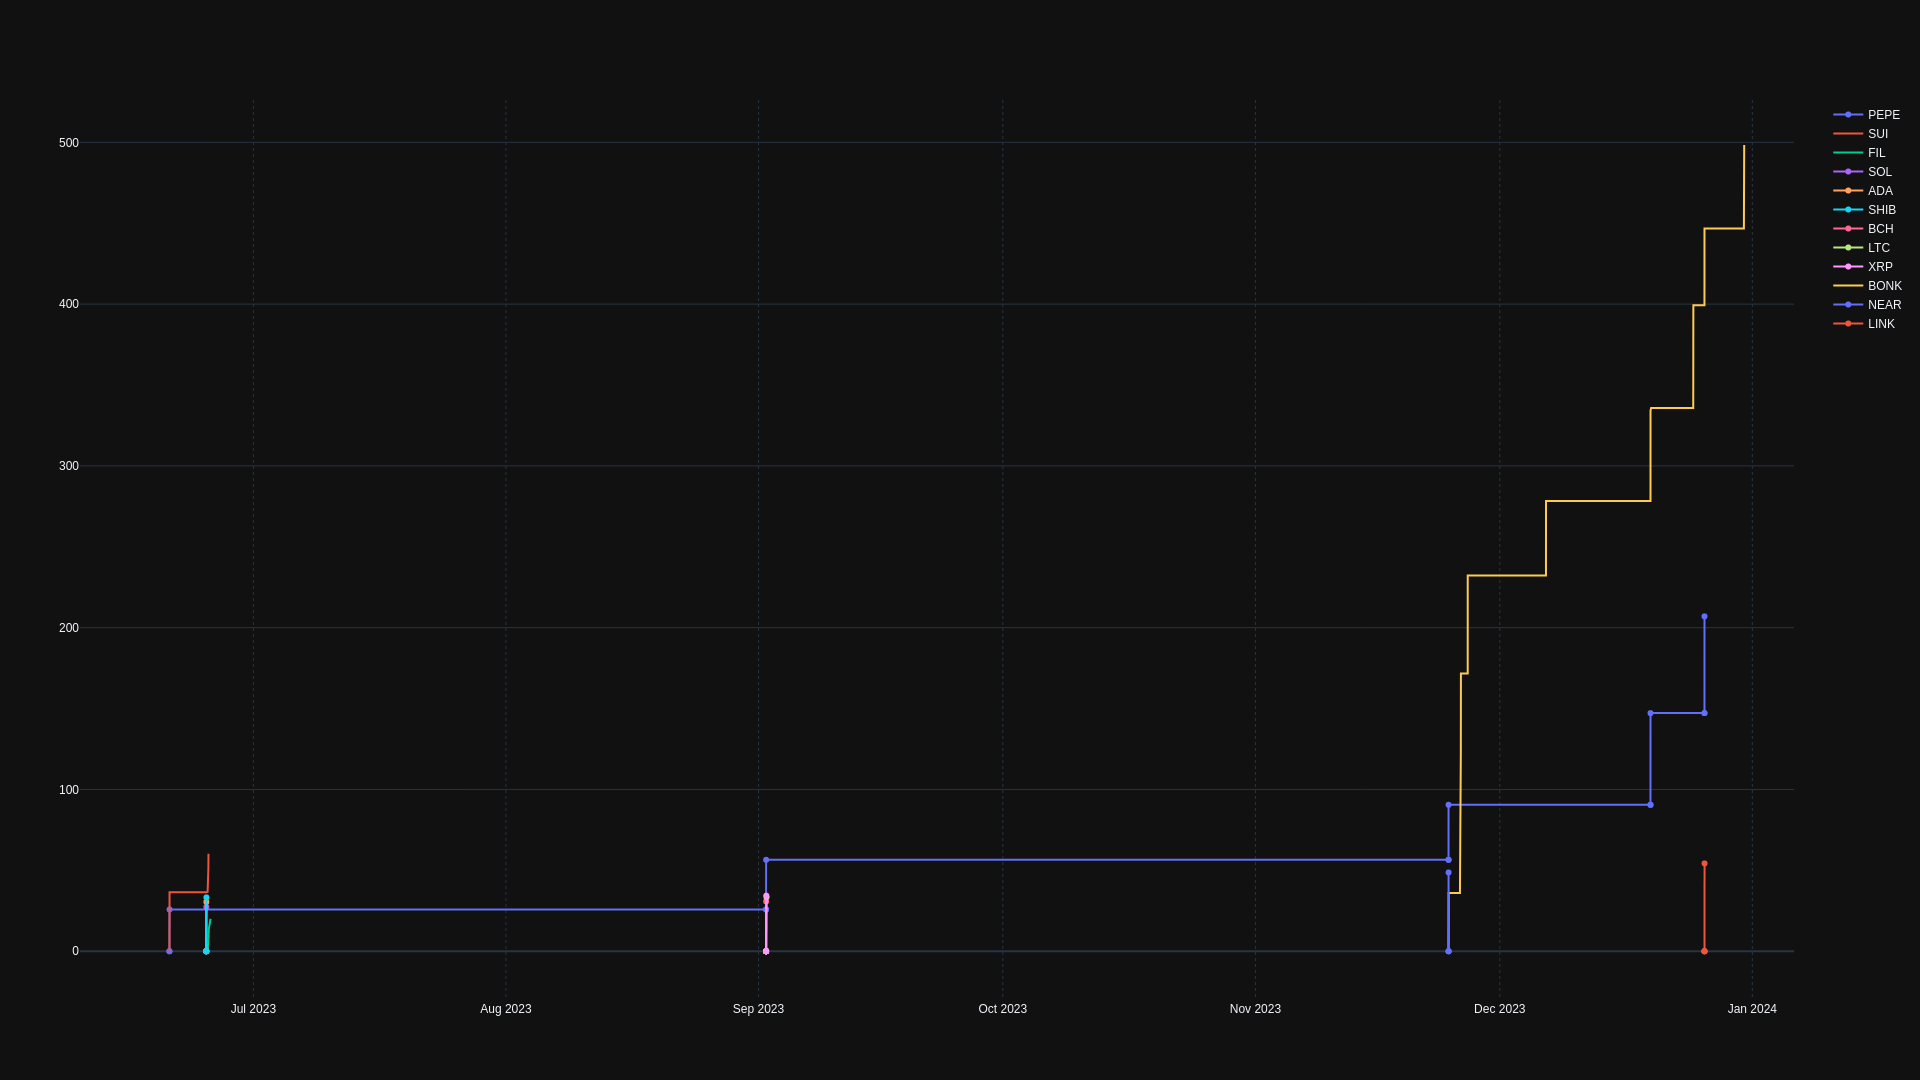 500
400
300
200
100
0
Jul 2023
Aug 2023
Sep 2023
Oct 2023
Nov 2023
Dec 2023
Jan 2024
PEPE
SUI
FIL
SOL
ADA
SHIB
BCH
LTC
XRP
BONK
NEAR
LINK